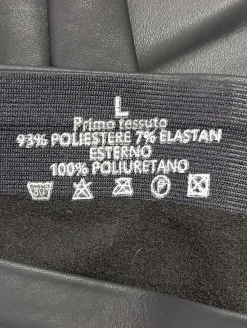 L
Primo tessuto
93% POLIESTERE 7% ELASTAN
ESTERNO
100% POLIURETANO